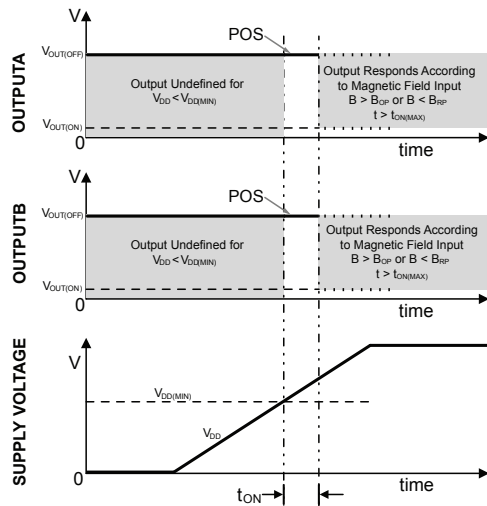 V
POS
OUTPUTA
VOUT(OFF)
Output Undefined for
VDD < VDD(MIN)
Output Responds According
to Magnetic Field Input
B > BOP or B < BRP
t > tON(MAX)
VOUT(ON)
0
time
V
POS
OUTPUTB
VOUT(OFF)
Output Undefined for
VDD < VDD(MIN)
Output Responds According
to Magnetic Field Input
B > BOP or B < BRP
t > tON(MAX)
VOUT(ON)
0
time
SUPPLY VOLTAGE
V
VDD(MIN)
VDD
0
time
tON